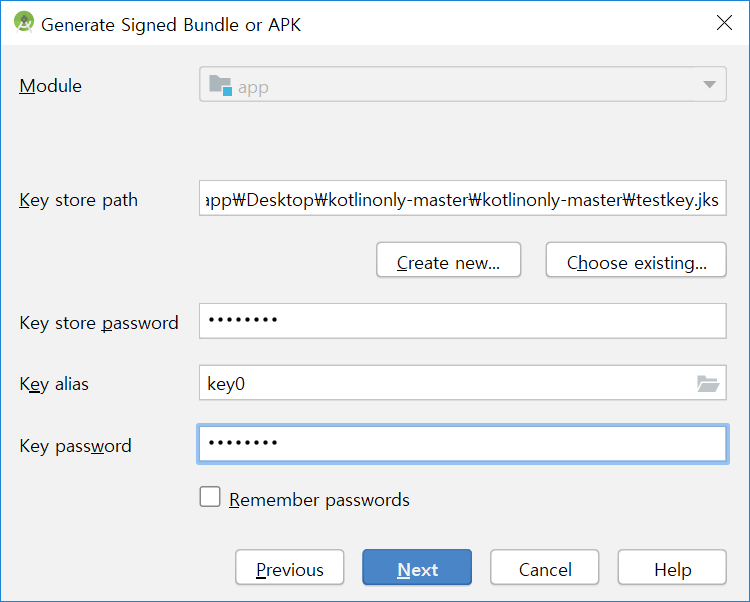 Generate Signed Bundle or APK
Module
app
Key store path
app₩Desktop₩kotlinonly-master₩kotlinonly-master₩testkey.jks
Create new...
Choose existing...
Key store password
••••••••
Key alias
key0
Key password
••••••••
Remember passwords
Previous
Next
Cancel
Help